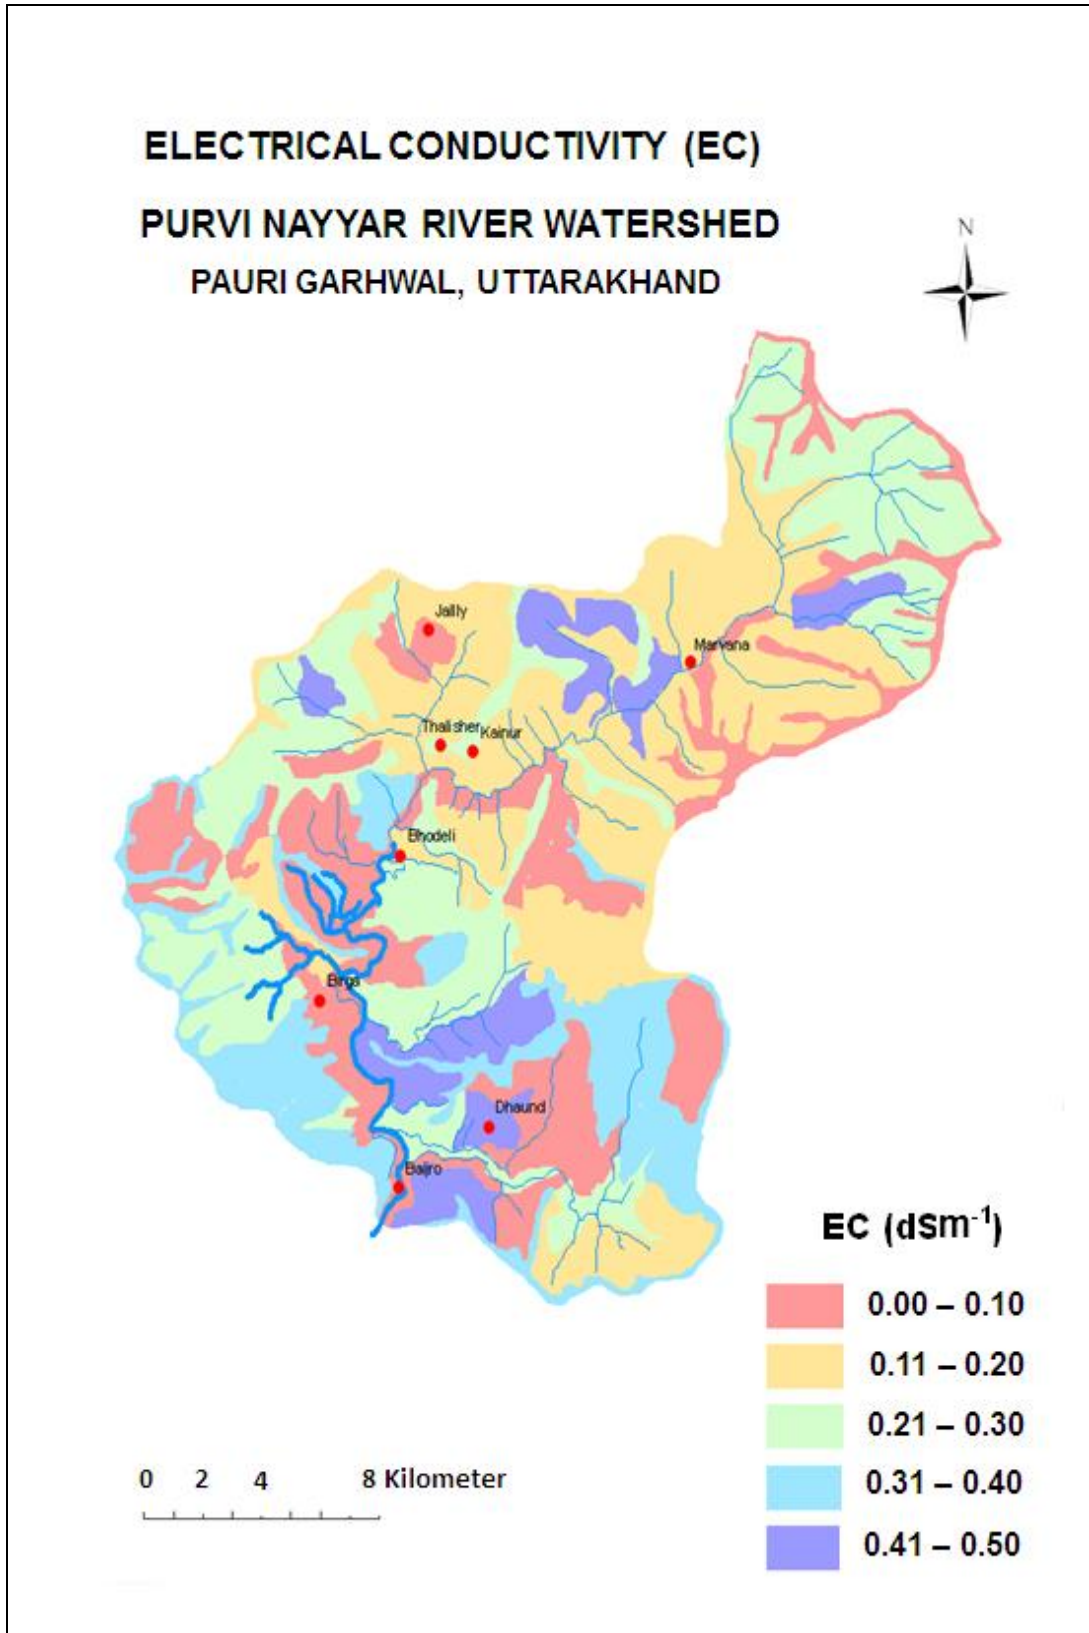 ELECTRICAL CONDUCTIVITY (EC)
PURVI NAYYAR RIVER WATERSHED
PAURI GARHWAL, UTTARAKHAND
N
Jallly
Marvana
Thalisher
Kainur
Bhodeli
Birga
Dhaund
Baijro
EC (dSm⁻¹)
0.00 – 0.10
0.11 – 0.20
0.21 – 0.30
0.31 – 0.40
0.41 – 0.50
0 2 4 8 Kilometer